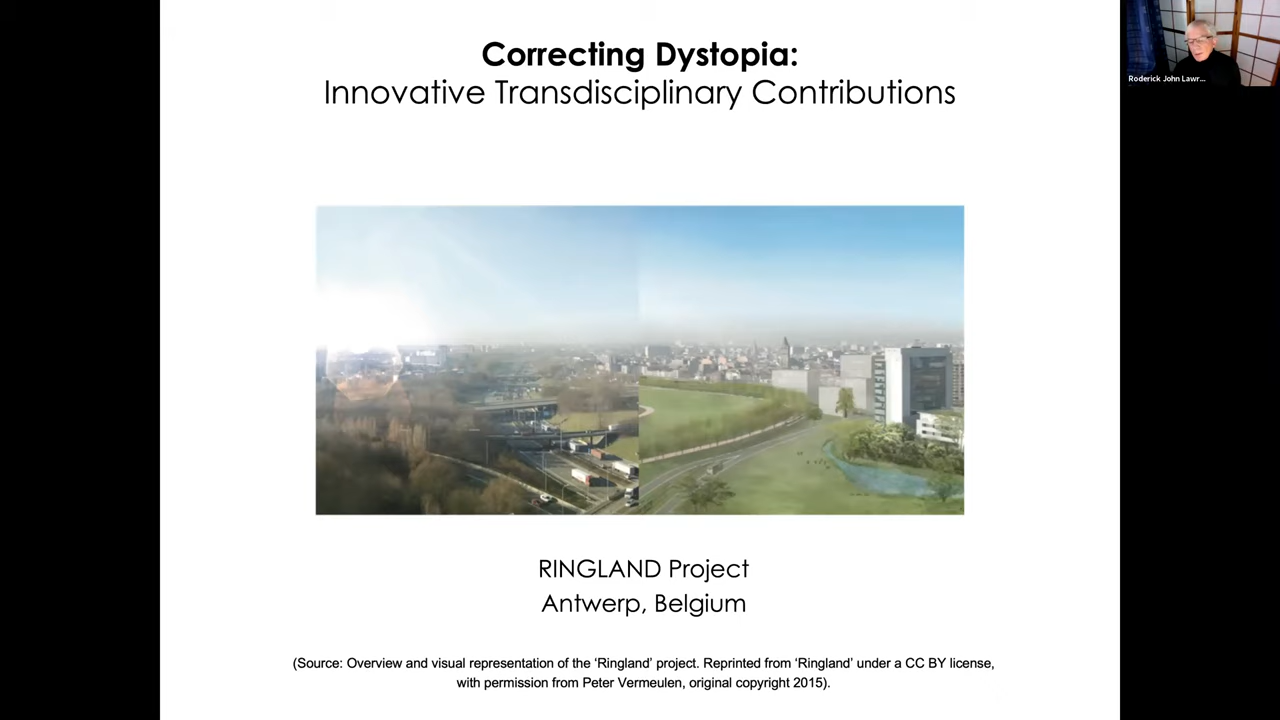 Correcting Dystopia:
Innovative Transdisciplinary Contributions
Roderick John Lawr...
RINGLAND Project
Antwerp, Belgium
(Source: Overview and visual representation of the ‘Ringland’ project. Reprinted from ‘Ringland’ under a CC BY license,
with permission from Peter Vermeulen, original copyright 2015).